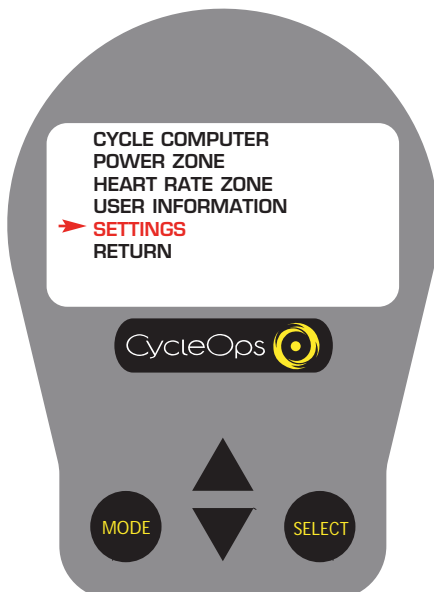 CYCLE COMPUTER
POWER ZONE
HEART RATE ZONE
USER INFORMATION
SETTINGS
RETURN
CycleOps
MODE
SELECT